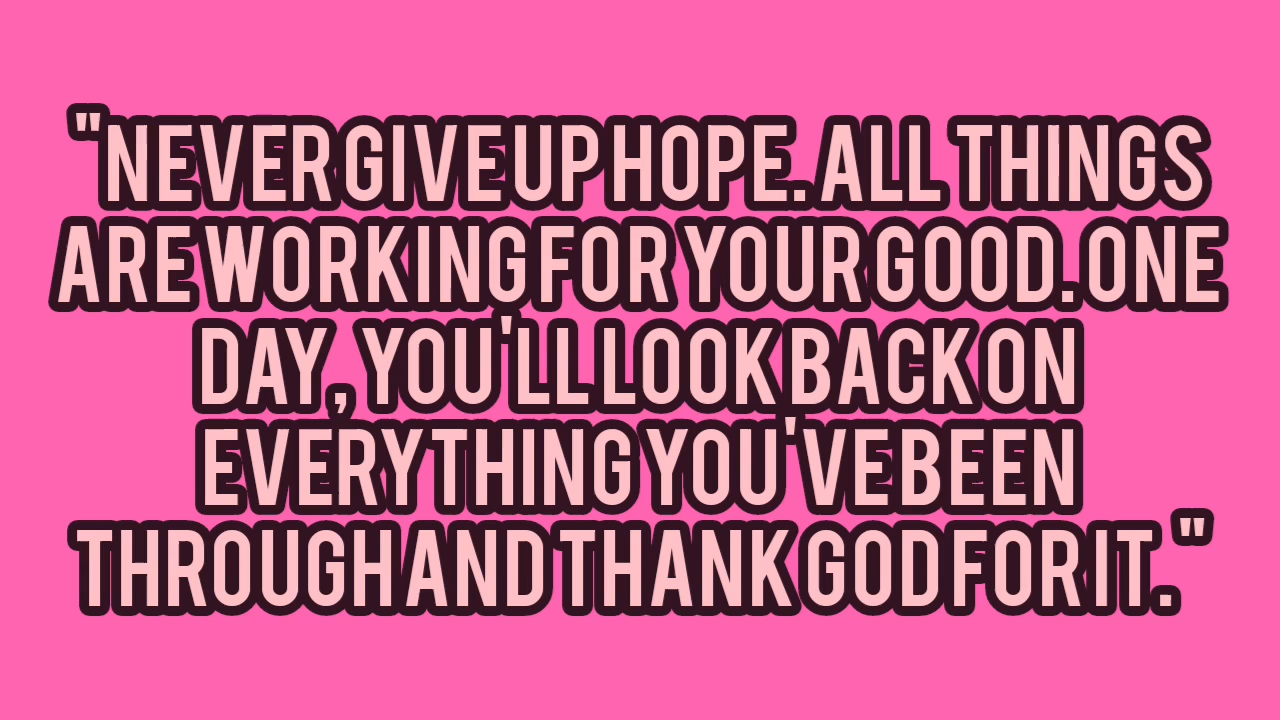 "NEVER GIVE UP HOPE. ALL THINGS
ARE WORKING FOR YOUR GOOD. ONE
DAY, YOU'LL LOOK BACK ON
EVERYTHING YOU'VE BEEN
THROUGH AND THANK GOD FOR IT."